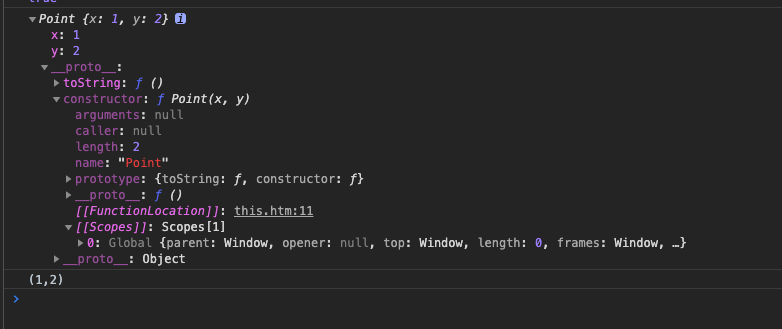 true
▼Point {x: 1, y: 2} i
x: 1
y: 2
▼__proto__:
▶toString: ƒ ()
▼constructor: ƒ Point(x, y)
arguments: null
caller: null
length: 2
name: "Point"
▶prototype: {toString: ƒ, constructor: ƒ}
▶__proto__: ƒ ()
[[FunctionLocation]]: this.htm:11
▼[[Scopes]]: Scopes[1]
▶0: Global {parent: Window, opener: null, top: Window, length: 0, frames: Window, …}
▶__proto__: Object
(1,2)
>